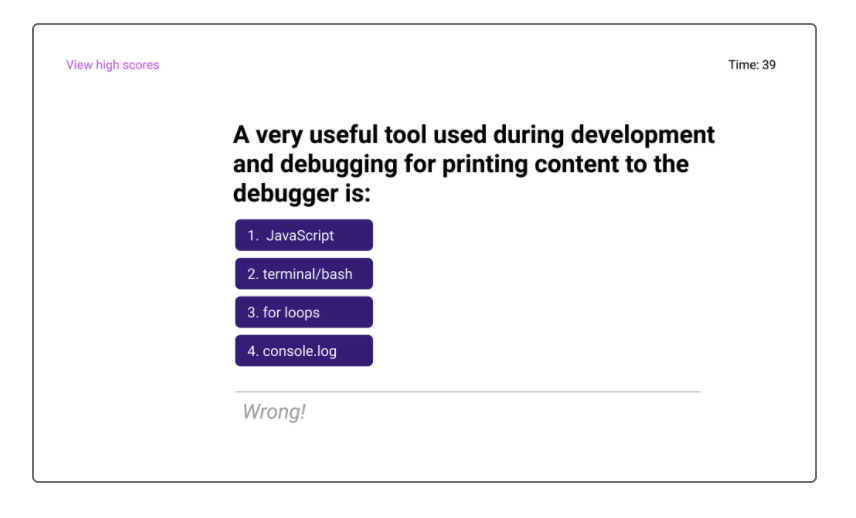 View high scores
Time: 39
A very useful tool used during development
and debugging for printing content to the
debugger is:
1. JavaScript
2. terminal/bash
3. for loops
4. console.log
Wrong!